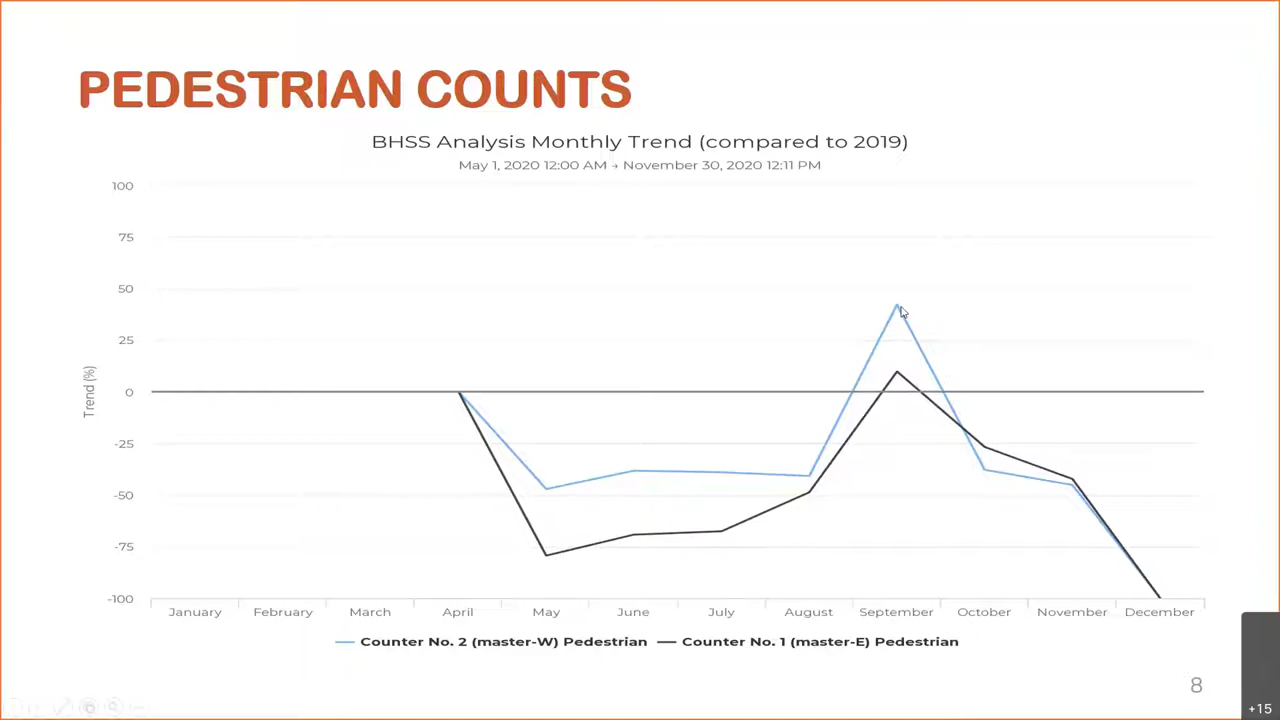 PEDESTRIAN COUNTS
BHSS Analysis Monthly Trend (compared to 2019)
May 1, 2020 12:00 AM → November 30, 2020 12:11 PM
100
75
50
25
0
-25
-50
-75
-100
Trend (%)
January February March April May June July August September October November December
Counter No. 2 (master-W) Pedestrian Counter No. 1 (master-E) Pedestrian
8
+15